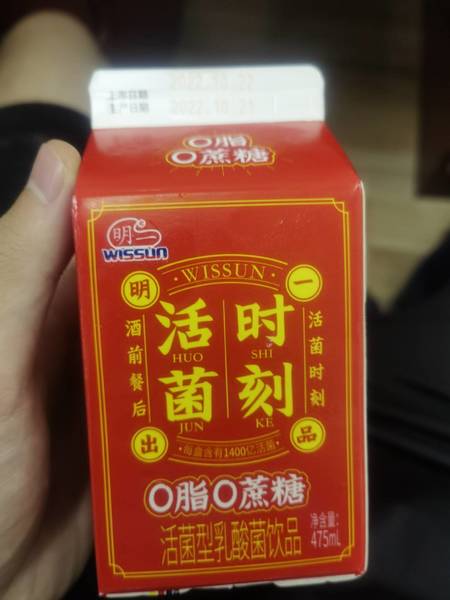 上市日期 2022.10.22
生产日期 2022.10.21
0脂
0蔗糖
明一
WISSUN
·WISSUN·
明一出品
酒前餐后
活菌
HUO
JUN
时刻
SHI
KE
活菌时刻
·每盒含有1400亿活菌·
0脂0蔗糖
活菌型乳酸菌饮品
净含量:
475mL